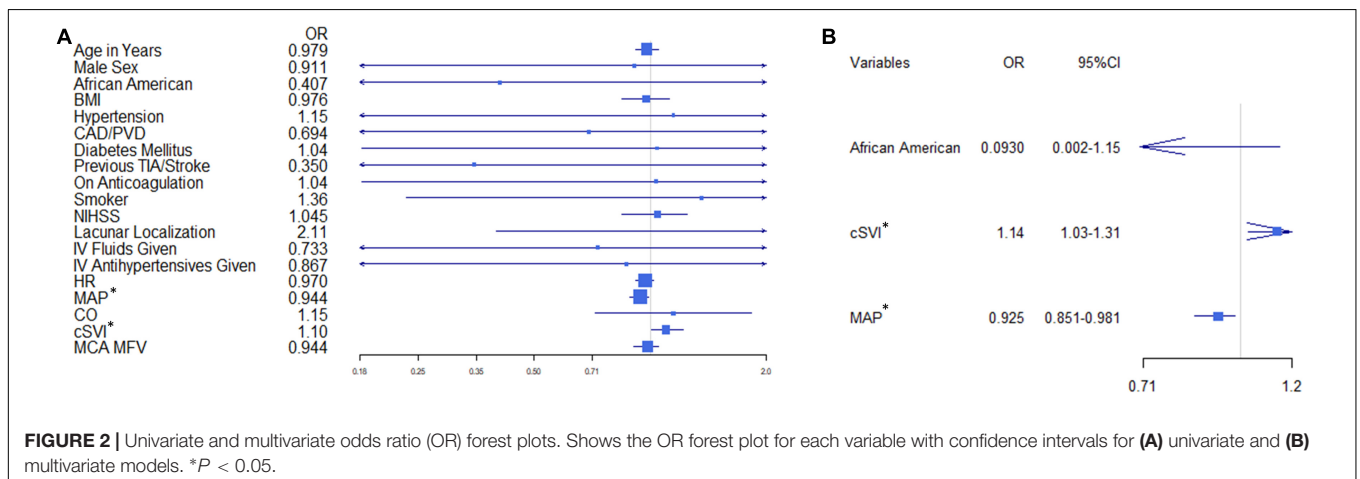 A
OR
Age in Years 0.979
Male Sex 0.911
African American 0.407
BMI 0.976
Hypertension 1.15
CAD/PVD 0.694
Diabetes Mellitus 1.04
Previous TIA/Stroke 0.350
On Anticoagulation 1.04
Smoker 1.36
NIHSS 1.045
Lacunar Localization 2.11
IV Fluids Given 0.733
IV Antihypertensives Given 0.867
HR 0.970
MAP* 0.944
CO 1.15
cSVI* 1.10
MCA MFV 0.944
0.18 0.25 0.35 0.50 0.71 2.0
B
Variables OR 95%CI
African American 0.0930 0.002-1.15
cSVI* 1.14 1.03-1.31
MAP* 0.925 0.851-0.981
0.71 1.2
FIGURE 2 | Univariate and multivariate odds ratio (OR) forest plots. Shows the OR forest plot for each variable with confidence intervals for (A) univariate and (B)
multivariate models. *P < 0.05.